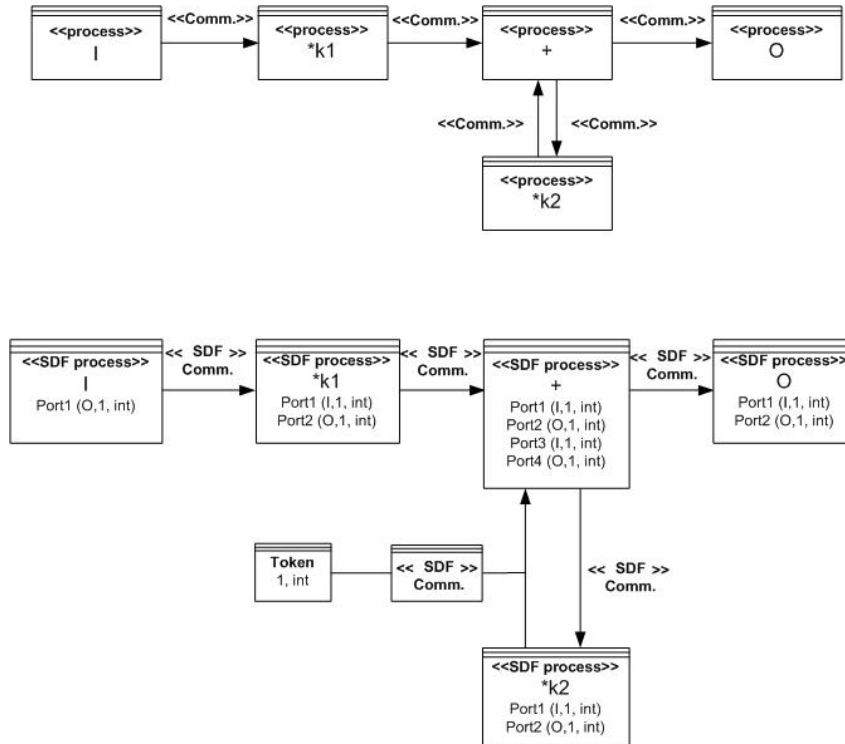 <<Comm.>> <<Comm.>> <<Comm.>>
<<process>> <<process>> <<process>> <<process>>
I *k1 + O
<<Comm.>> <<Comm.>>
<<process>>
*k2
<<SDF process>>
I
Port1 (O,1, int)
<< SDF >>
Comm.
<<SDF process>>
*k1
Port1 (I,1, int)
Port2 (O,1, int)
<< SDF >>
Comm.
<<SDF process>>
+
Port1 (I,1, int)
Port2 (O,1, int)
Port3 (I,1, int)
Port4 (O,1, int)
<< SDF >>
Comm.
<<SDF process>>
O
Port1 (I,1, int)
Port2 (O,1, int)
Token
1, int
<< SDF >>
Comm.
<< SDF >>
Comm.
<<SDF process>>
*k2
Port1 (I,1, int)
Port2 (O,1, int)